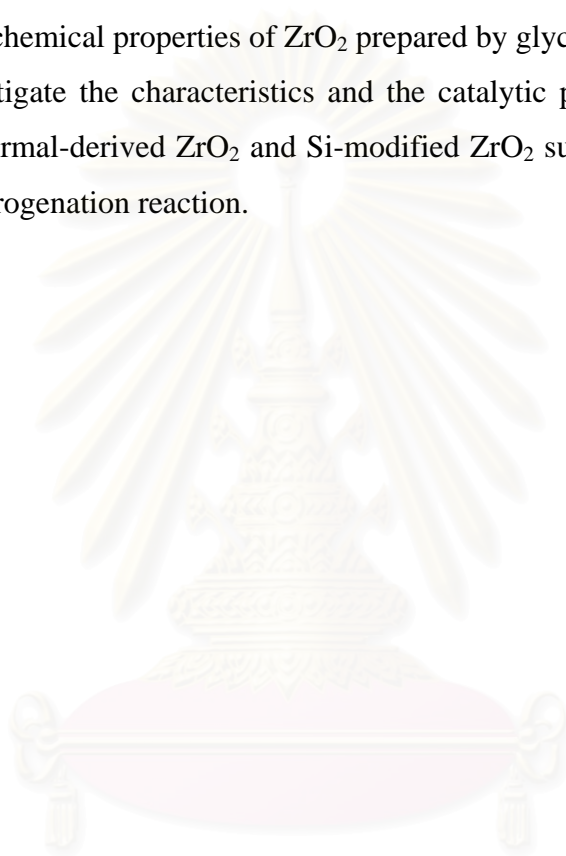 chemical properties of ZrO₂ prepared by glyc
tigate the characteristics and the catalytic p
rmal-derived ZrO₂ and Si-modified ZrO₂ su
rogenation reaction.